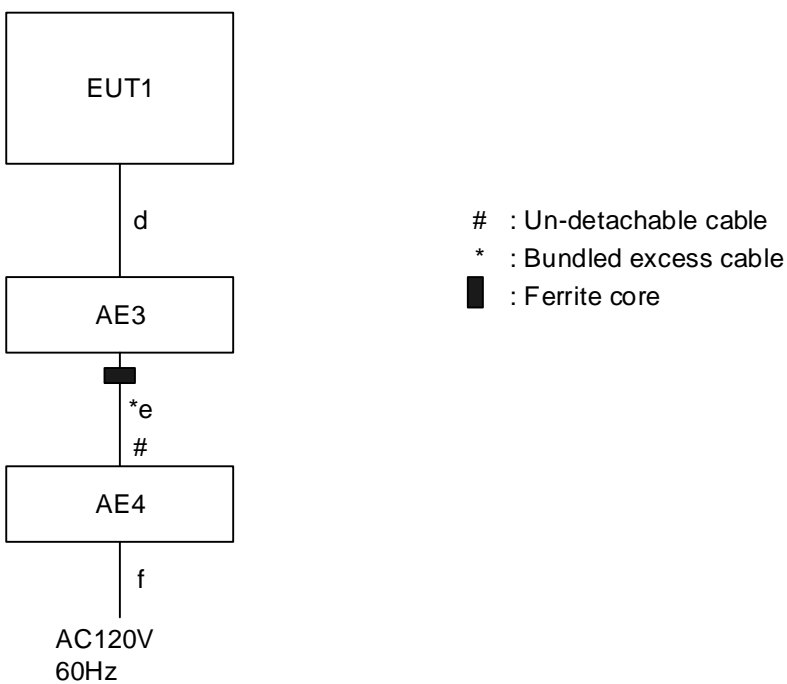 EUT1
d
# : Un-detachable cable
* : Bundled excess cable
: Ferrite core
AE3
*e
#
AE4
f
AC120V
60Hz